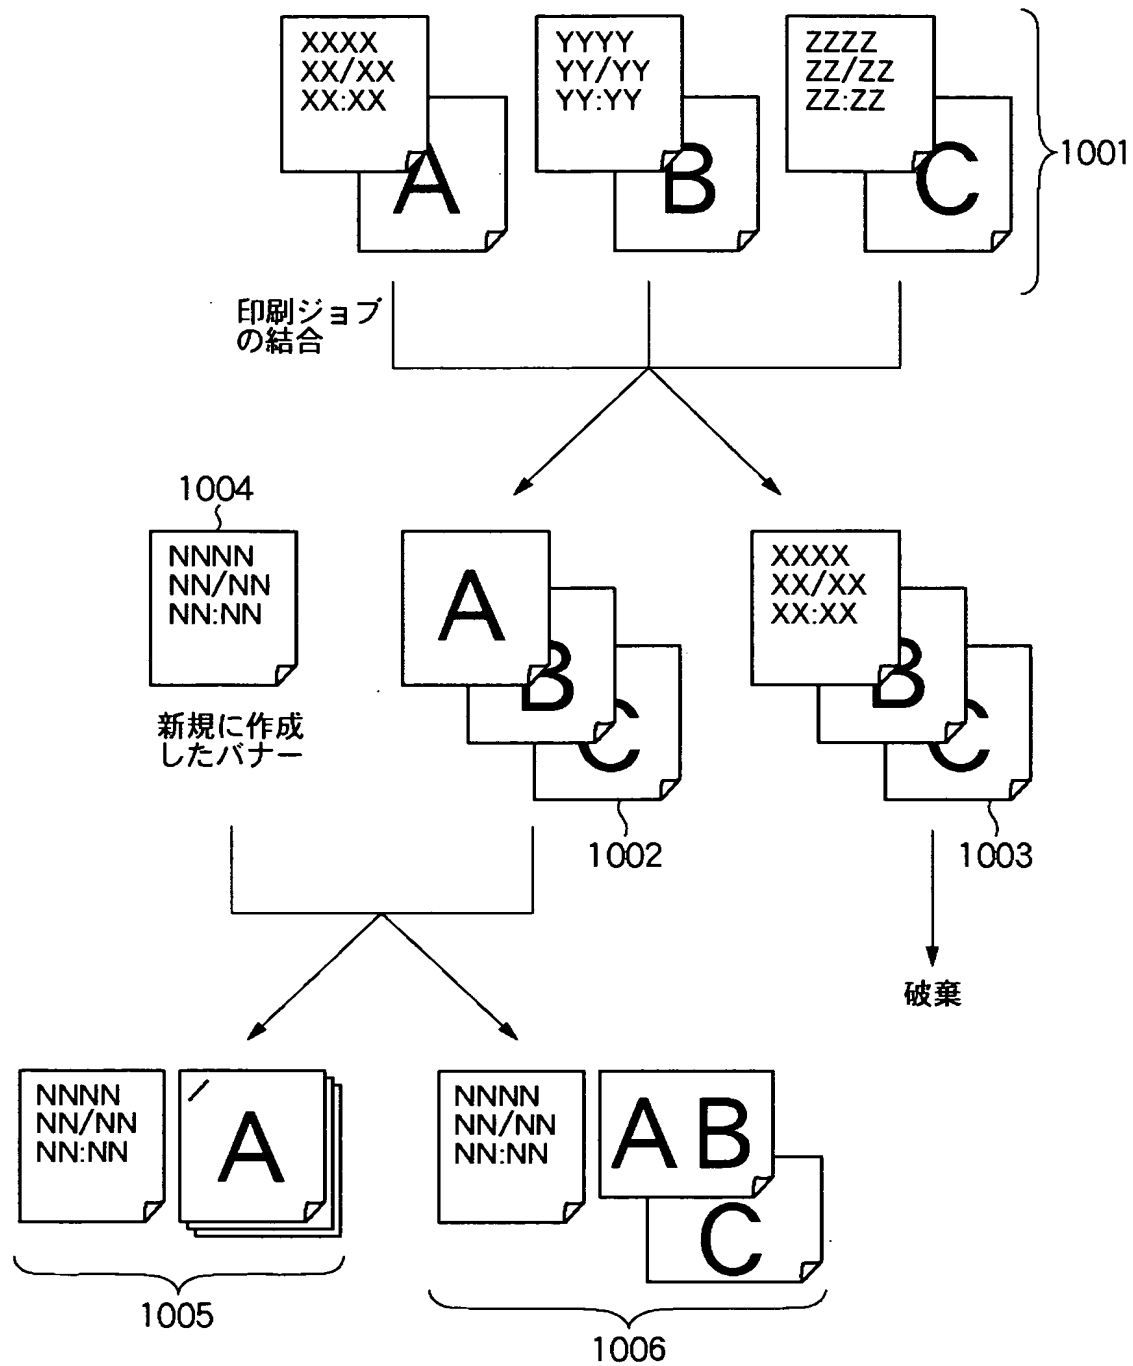 XXXX
XX/XX
XX:XX
A
YYYY
YY/YY
YY:YY
B
ZZZZ
ZZ/ZZ
ZZ:ZZ
C
1001
印刷ジョブ
の結合
1004
NNNN
NN/NN
NN:NN
新規に作成
したバナー
A
B
C
1002
XXXX
XX/XX
XX:XX
B
C
1003
破棄
NNNN
NN/NN
NN:NN
A
1005
NNNN
NN/NN
NN:NN
A B
C
1006